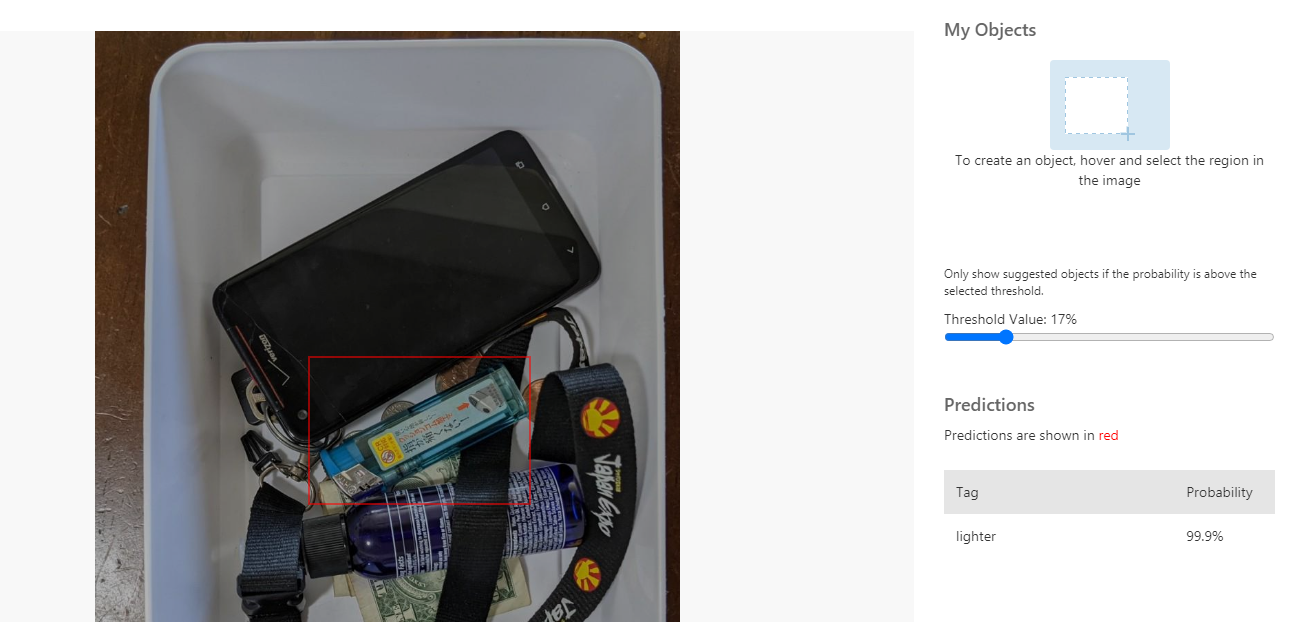 My Objects
To create an object, hover and select the region in
the image
Only show suggested objects if the probability is above the
selected threshold.
Threshold Value: 17%
Predictions
Predictions are shown in red
Tag Probability
lighter 99.9%
verizon
Japan Expo